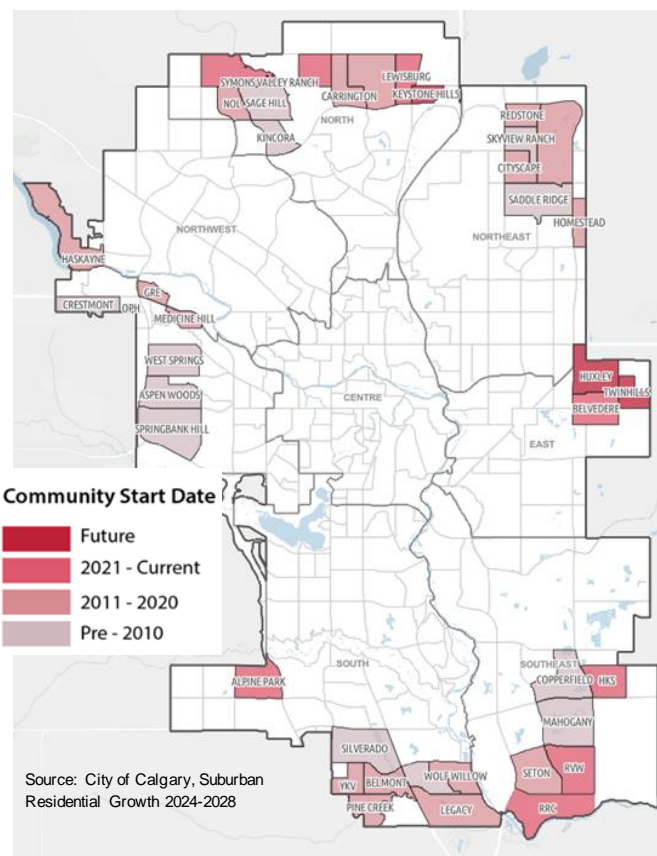 SYMONS VALLEY RANCH
LEWISBURG
NOL
SAGE HILL
CARRINGTON
KEYSTONE HILLS
KINCORA
NORTH
REDSTONE
SKYVIEW RANCH
CITYSCAPE
SADDLE RIDGE
HOMESTEAD
NORTHWEST
NORTHEAST
HASKAYNE
GRE
CRESTMONT
OPH
MEDICINE HILL
WEST SPRINGS
ASPEN WOODS
SPRINGBANK HILL
CENTRE
HUXLEY
TWINHILLS
BELVEDERE
EAST
Community Start Date
Future
2021 - Current
2011 - 2020
Pre - 2010
ALPINE PARK
SOUTH
SOUTHEAST
COPPERFIELD
HKS
MAHOGANY
SILVERADO
YKV
BELMONT
WOLF WILLOW
SETON
RVW
PINE CREEK
LEGACY
RRC
Source: City of Calgary, Suburban
Residential Growth 2024-2028